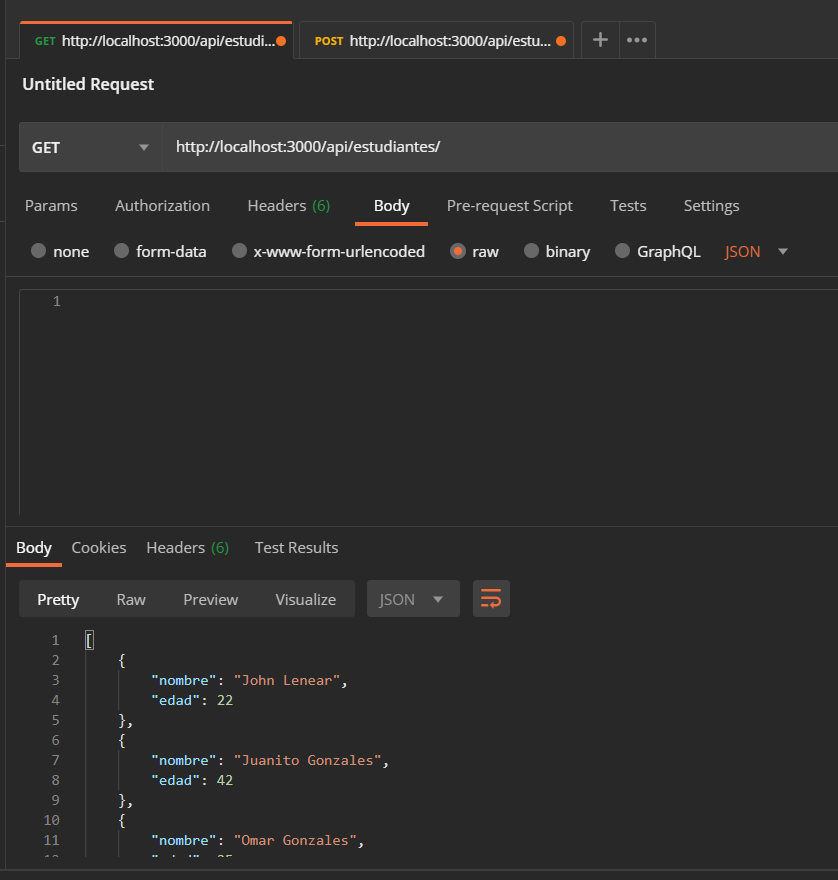 GET http://localhost:3000/api/estudi... POST http://localhost:3000/api/estu... + •••
Untitled Request
GET http://localhost:3000/api/estudiantes/
Params Authorization Headers (6) Body Pre-request Script Tests Settings
none form-data x-www-form-urlencoded raw binary GraphQL JSON
1
Body Cookies Headers (6) Test Results
Pretty Raw Preview Visualize JSON
1 [
2 {
3 "nombre": "John Lenear",
4 "edad": 22
5 },
6 {
7 "nombre": "Juanito Gonzales",
8 "edad": 42
9 },
10 {
11 "nombre": "Omar Gonzales",